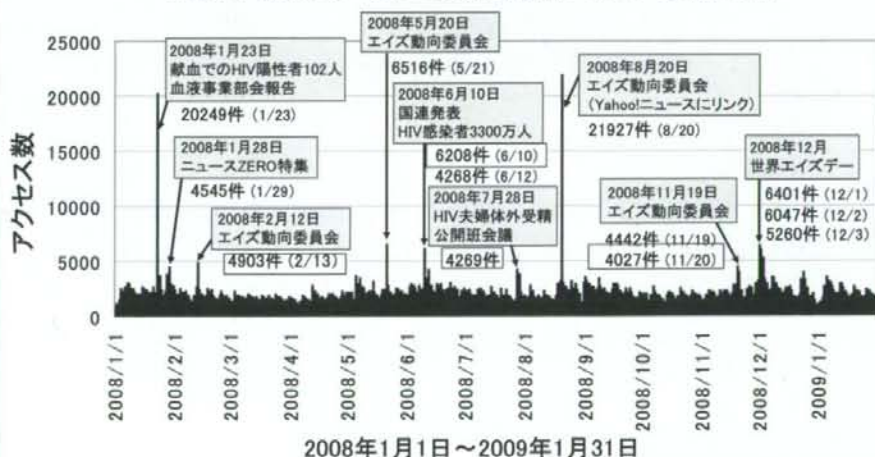 25000
20000
15000
10000
5000
0
アクセス数
2008年1月23日
献血でのHIV陽性者102人
血液事業部会報告
20249件 (1/23)
2008年1月28日
ニュースZERO特集
4545件 (1/29)
2008年2月12日
エイズ動向委員会
4903件 (2/13)
2008年5月20日
エイズ動向委員会
6516件 (5/21)
2008年6月10日
国連発表
HIV感染者3300万人
6208件 (6/10)
4268件 (6/12)
2008年7月28日
HIV夫婦体外受精
公開班会議
4269件
2008年8月20日
エイズ動向委員会
(Yahoo!ニュースにリンク)
21927件 (8/20)
2008年11月19日
エイズ動向委員会
4442件 (11/19)
4027件 (11/20)
2008年12月
世界エイズデー
6401件 (12/1)
6047件 (12/2)
5260件 (12/3)
2008/1/1
2008/2/1
2008/3/1
2008/4/1
2008/5/1
2008/6/1
2008/7/1
2008/8/1
2008/9/1
2008/10/1
2008/11/1
2008/12/1
2009/1/1
2008年1月1日～2009年1月31日